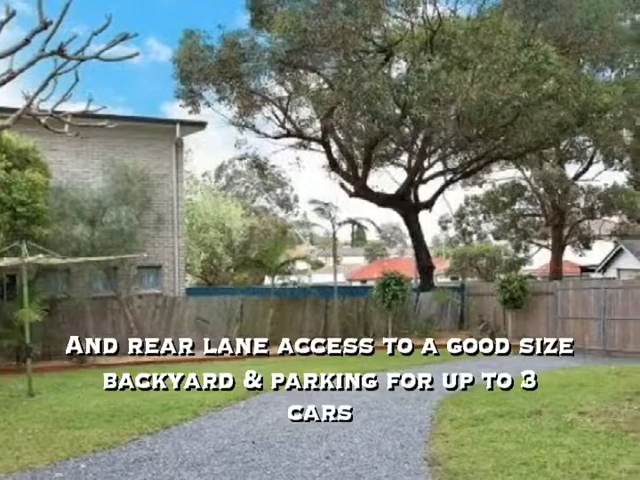 And rear lane access to a good size
backyard & parking for up to 3
cars